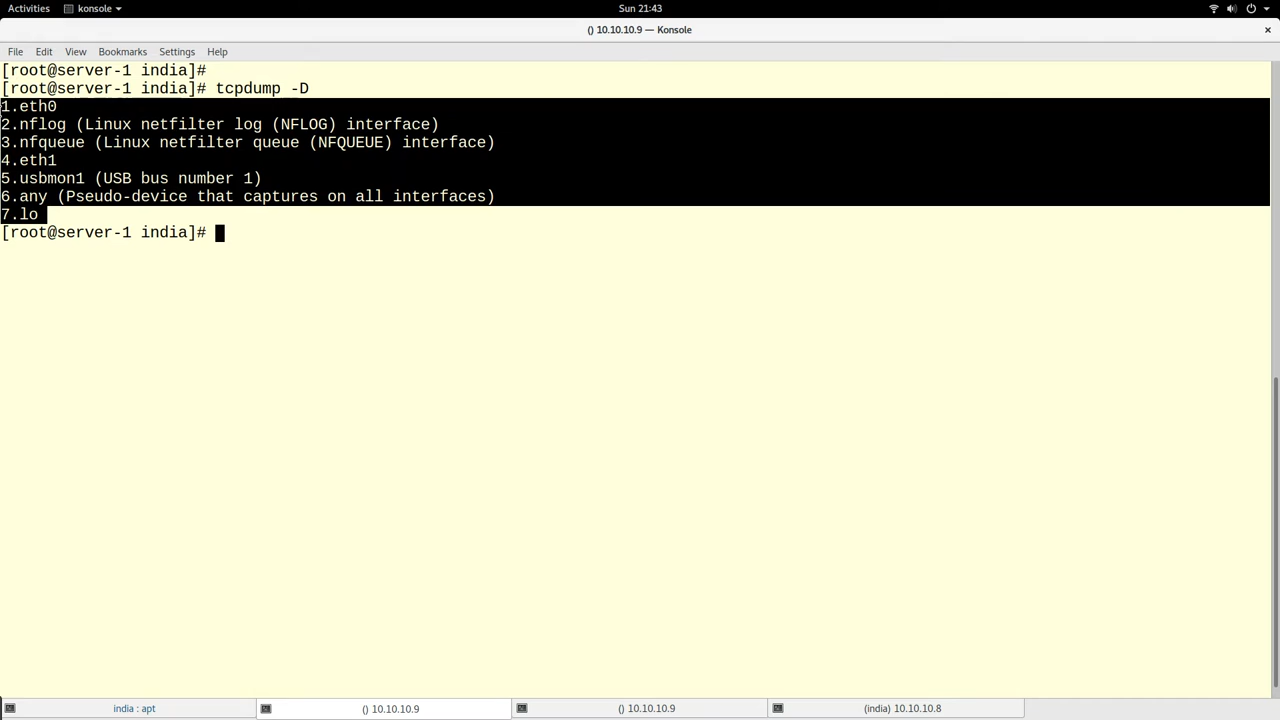 Activities konsole Sun 21:43
() 10.10.10.9 — Konsole
File Edit View Bookmarks Settings Help
[root@server-1 india]#
[root@server-1 india]# tcpdump -D
1.eth0
2.nflog (Linux netfilter log (NFLOG) interface)
3.nfqueue (Linux netfilter queue (NFQUEUE) interface)
4.eth1
5.usbmon1 (USB bus number 1)
6.any (Pseudo-device that captures on all interfaces)
7.lo
[root@server-1 india]#
india : apt () 10.10.10.9 () 10.10.10.9 (india) 10.10.10.8